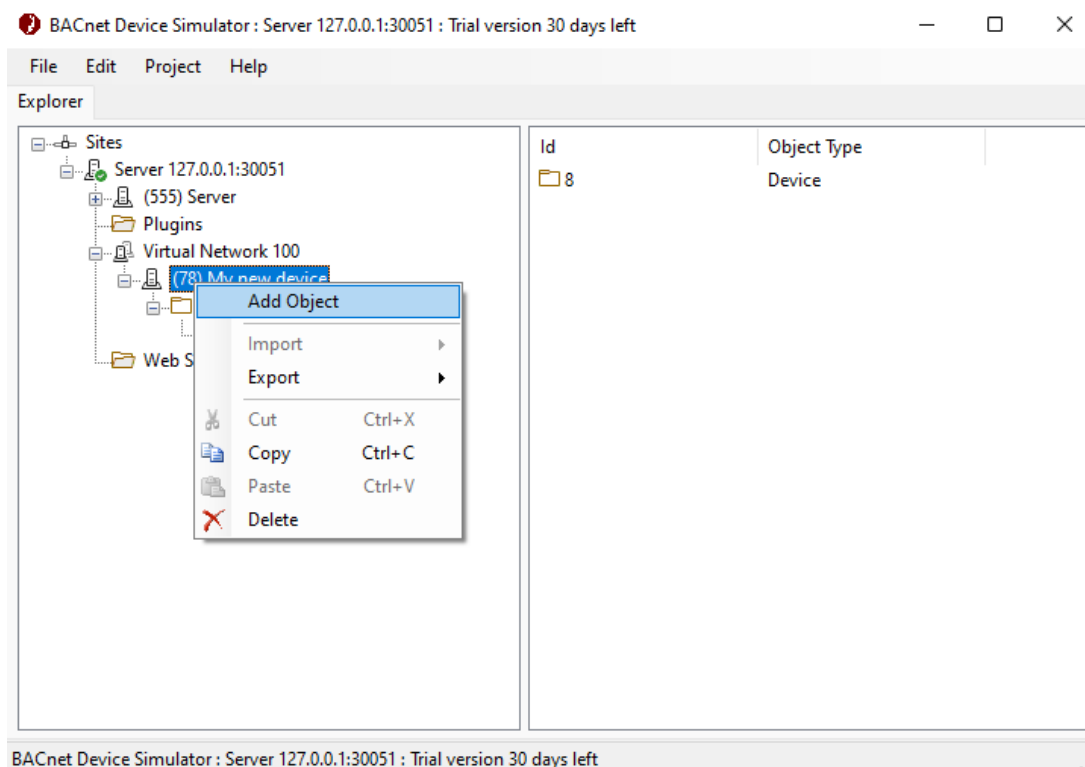 BACnet Device Simulator : Server 127.0.0.1:30051 : Trial version 30 days left
File Edit Project Help
Explorer
Sites
Server 127.0.0.1:30051
(555) Server
Plugins
Virtual Network 100
(78) My new device
Web S
Add Object
Import
Export
Cut Ctrl+X
Copy Ctrl+C
Paste Ctrl+V
Delete
Id Object Type
8 Device
BACnet Device Simulator : Server 127.0.0.1:30051 : Trial version 30 days left